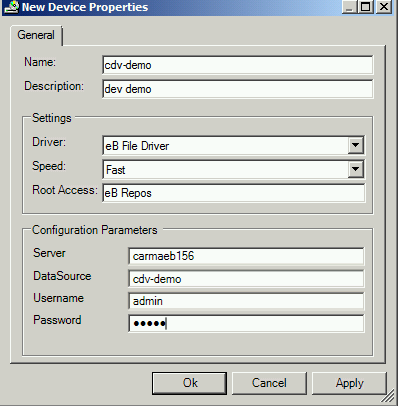 New Device Properties
General
Name: cdv-demo
Description: dev demo
Settings
Driver: eB File Driver
Speed: Fast
Root Access: eB Repos
Configuration Parameters
Server carmaeb156
DataSource cdv-demo
Username admin
Password ●●●●●
Ok Cancel Apply